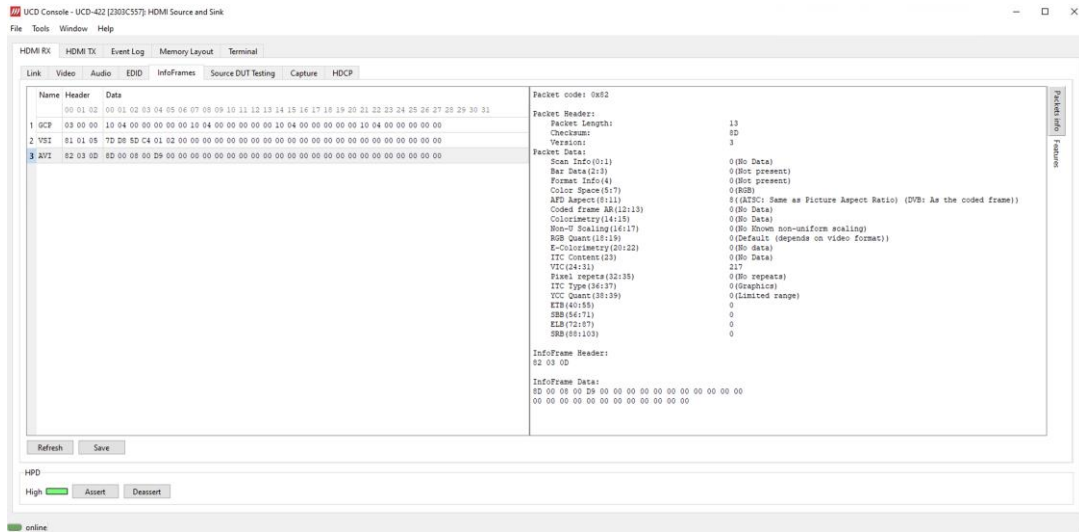 UCD Console - UCD-422 [2303C557]: HDMI Source and Sink
File Tools Window Help
HDMI RX HDMI TX Event Log Memory Layout Terminal
Link Video Audio EDID InfoFrames Source DUT Testing Capture HDCP
Name Header Data
00 01 02 00 01 02 03 04 05 06 07 08 09 10 11 12 13 14 15 16 17 18 19 20 21 22 23 24 25 26 27 28 29 30 31
1 GCP 03 00 00 10 04 00 00 00 00 00 10 04 00 00 00 00 00 10 04 00 00 00 00 00 10 04 00 00 00 00 00
2 VSI 81 01 05 7D D8 5D C4 01 02 00 00 00 00 00 00 00 00 00 00 00 00 00 00 00 00 00 00 00 00 00 00
3 AVI 82 03 0D 8D 00 08 00 D9 00 00 00 00 00 00 00 00 00 00 00 00 00 00 00 00 00 00 00 00 00 00 00
Packet code: 0x82
Packet Header:
Packet Length: 13
Checksum: 8D
Version: 3
Packet Data:
Scan Info(0:1) 0(No Data)
Bar Data(2:3) 0(Not present)
Format Info(4) 0(Not present)
Color Space(5:7) 0(RGB)
AFD Aspect(8:11) 8((ATSC: Same as Picture Aspect Ratio) (DVB: As the coded frame))
Coded frame AR(12:13) 0(No Data)
Colorimetry(14:15) 0(No Data)
Non-U Scaling(16:17) 0(No Known non-uniform scaling)
RGB Quant(18:19) 0(Default (depends on video format))
E-Colorimetry(20:22) 0(No data)
ITC Content(23) 0(No Data)
VIC(24:31) 217
Pixel repets(32:35) 0(No repeats)
ITC Type(36:37) 0(Graphics)
YCC Quant(38:39) 0(Limited range)
ETB(40:55) 0
SBB(56:71) 0
ELB(72:87) 0
SRB(88:103) 0
InfoFrame Header:
82 03 0D
InfoFrame Data:
8D 00 08 00 D9 00 00 00 00 00 00 00 00 00 00 00
00 00 00 00 00 00 00 00 00 00 00 00
Packets info
Features
Refresh Save
HPD
High Assert Deassert
online